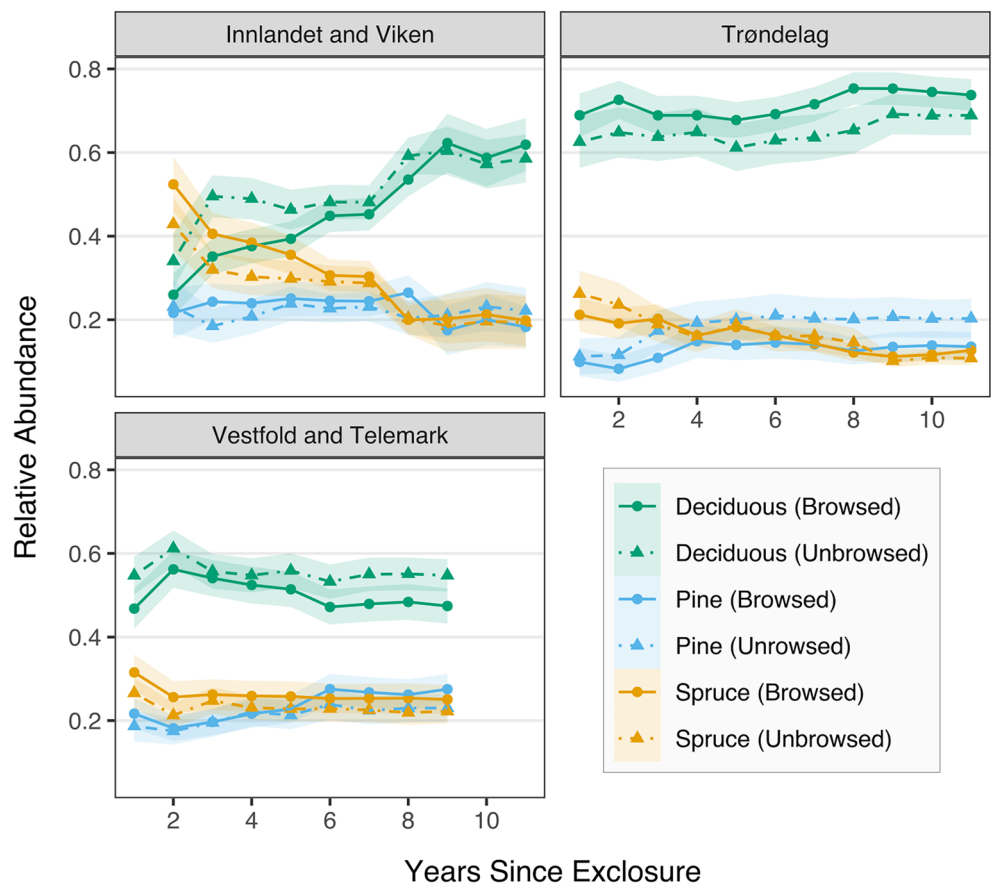 Innlandet and Viken
Trøndelag
0.8
0.6
0.4
0.2
2
4
6
8
10
Vestfold and Telemark
0.8
0.6
0.4
0.2
2
4
6
8
10
Relative Abundance
Years Since Exclosure
Deciduous (Browsed)
Deciduous (Unbrowsed)
Pine (Browsed)
Pine (Unrowsed)
Spruce (Browsed)
Spruce (Unbrowsed)